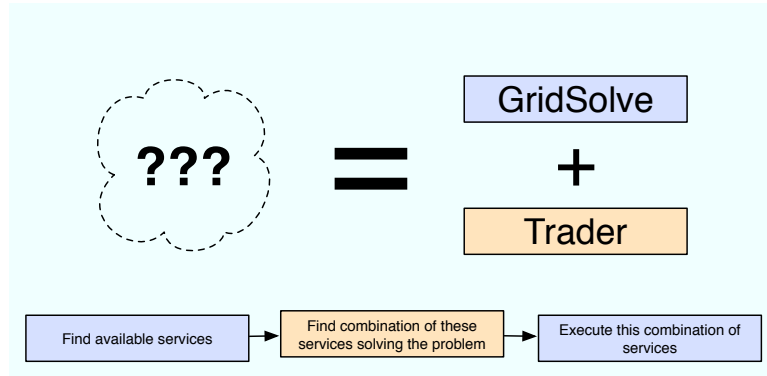 ???
=
GridSolve
+
Trader
Find available services
Find combination of these
services solving the problem
Execute this combination of
services